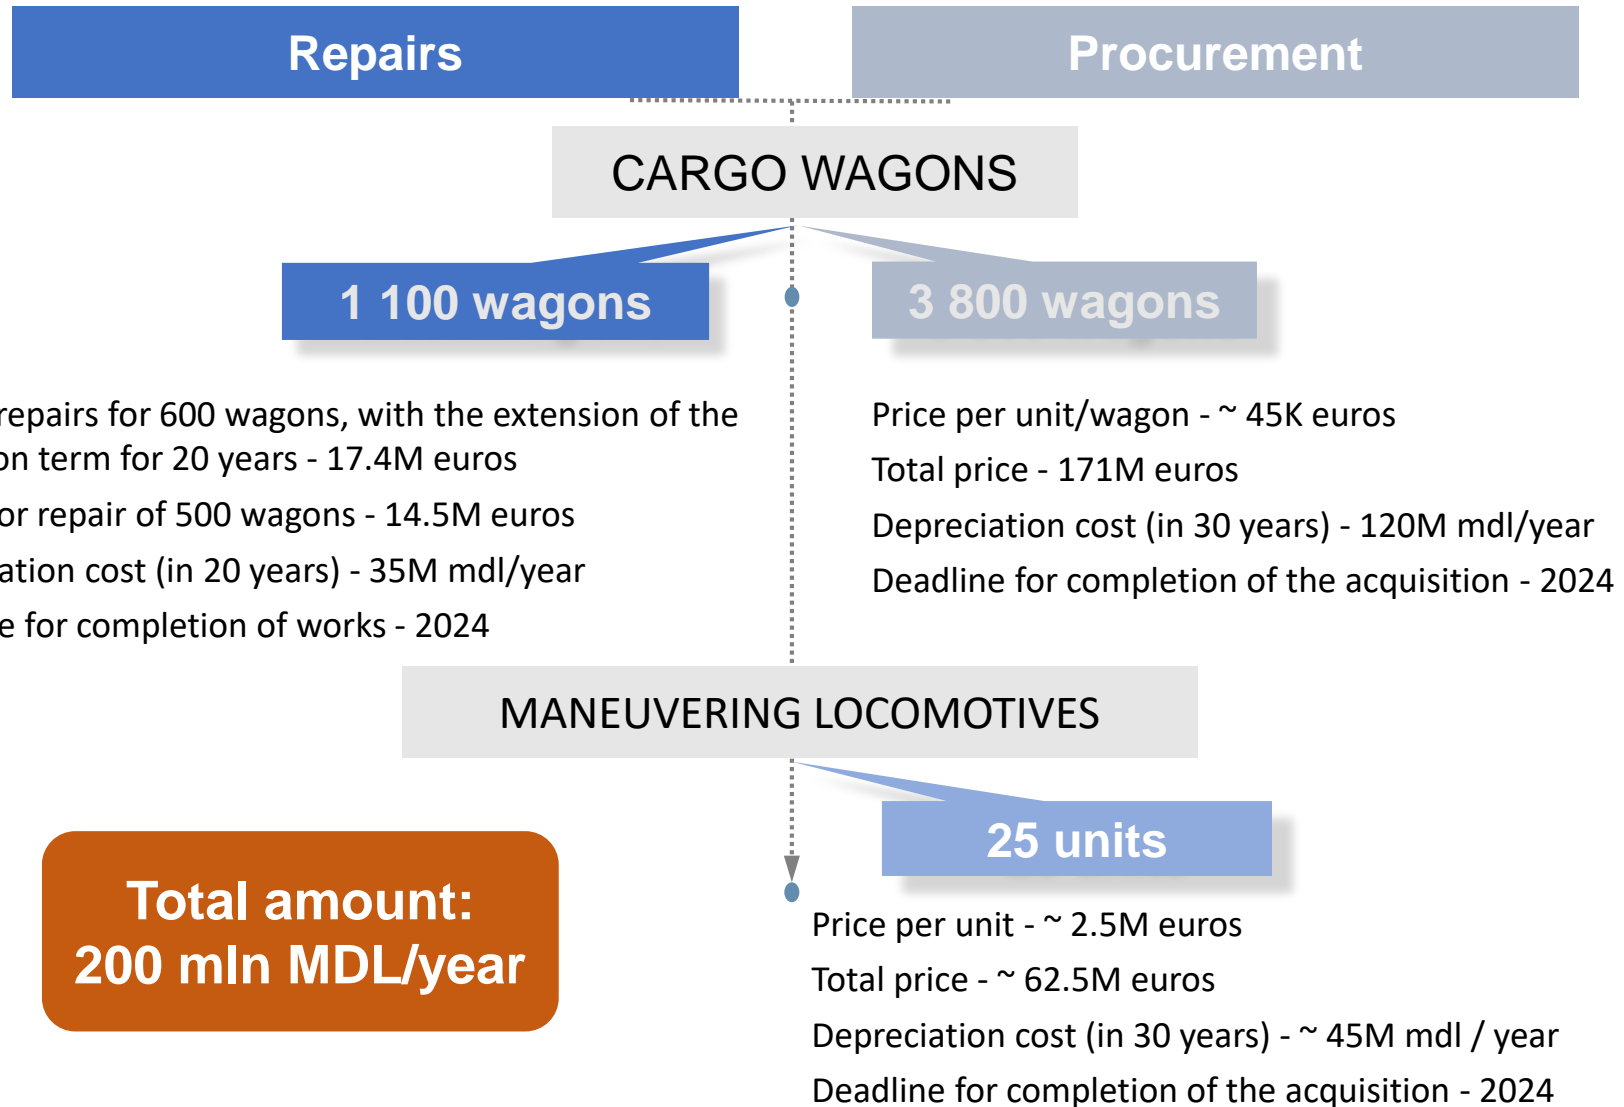 Repairs
Procurement
CARGO WAGONS
1 100 wagons
3 800 wagons
repairs for 600 wagons, with the extension of the
on term for 20 years - 17.4M euros
or repair of 500 wagons - 14.5M euros
ation cost (in 20 years) - 35M mdl/year
e for completion of works - 2024
Price per unit/wagon - ~ 45K euros
Total price - 171M euros
Depreciation cost (in 30 years) - 120M mdl/year
Deadline for completion of the acquisition - 2024
MANEUVERING LOCOMOTIVES
25 units
Total amount:
200 mln MDL/year
Price per unit - ~ 2.5M euros
Total price - ~ 62.5M euros
Depreciation cost (in 30 years) - ~ 45M mdl / year
Deadline for completion of the acquisition - 2024